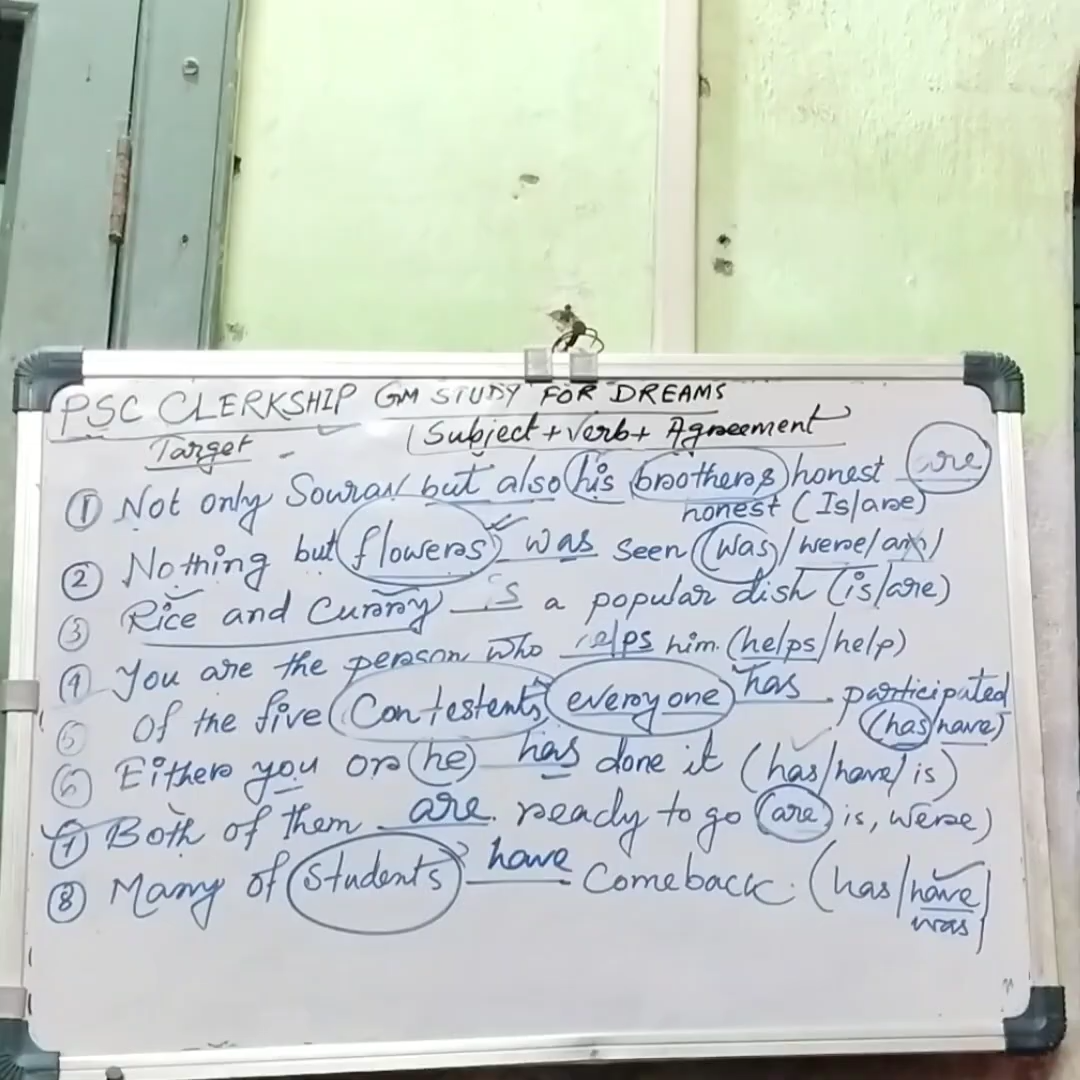 PSC CLERKSHIP GM STUDY FOR DREAMS
Target - Subject + Verb + Agreement
① Not only Sourav but also his brothers honest are
honest (Is/are)
② Nothing but flowers was seen (was/were/am)
③ Rice and Curry is a popular dish (is/are)
④ You are the person who helps him. (helps/help)
⑤ Of the five Contestents, everyone has participated
(has/have)
⑥ Either you or he has done it (has/have/is)
⑦ Both of them are ready to go (are is, were)
⑧ Many of students have Comeback. (has/have/
was)